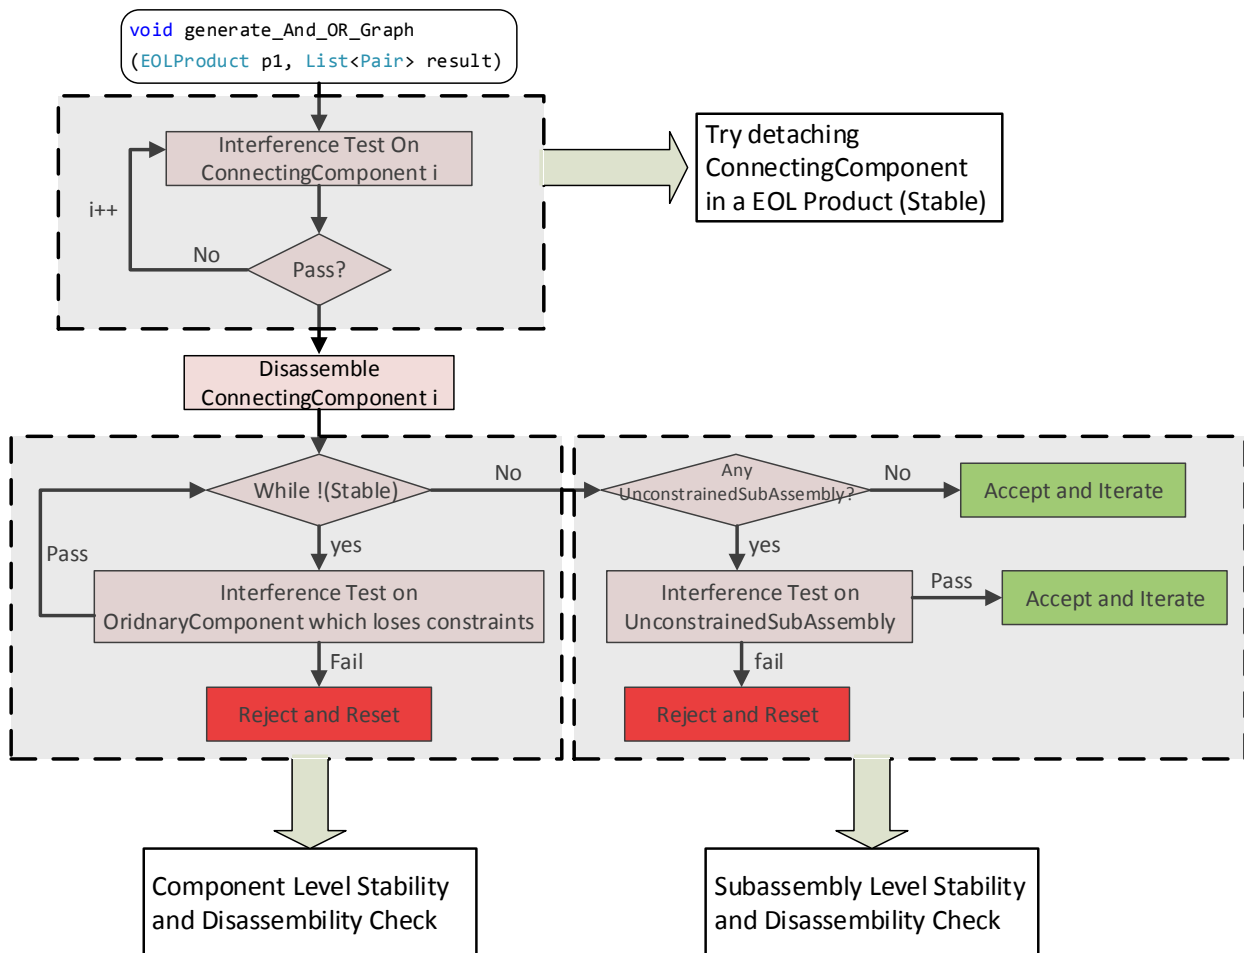 void generate_And_OR_Graph
(EOLProduct p1, List<Pair> result)
Interference Test On
ConnectingComponent i
i++
No
Pass?
Try detaching
ConnectingComponent
in a EOL Product (Stable)
Disassemble
ConnectingComponent i
While !(Stable)
No
Pass
yes
Interference Test on
OridnaryComponent which loses constraints
Fail
Reject and Reset
Any
UnconstrainedSubAssembly?
No
Accept and Iterate
yes
Interference Test on
UnconstrainedSubAssembly
Pass
Accept and Iterate
fail
Reject and Reset
Component Level Stability
and Disassembility Check
Subassembly Level Stability
and Disassembility Check